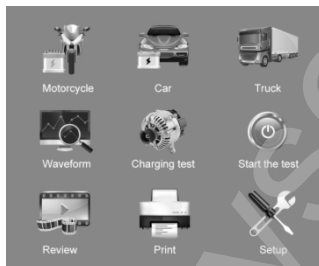 Motorcycle Car Truck
Waveform Charging test Start the test
Review Print Setup